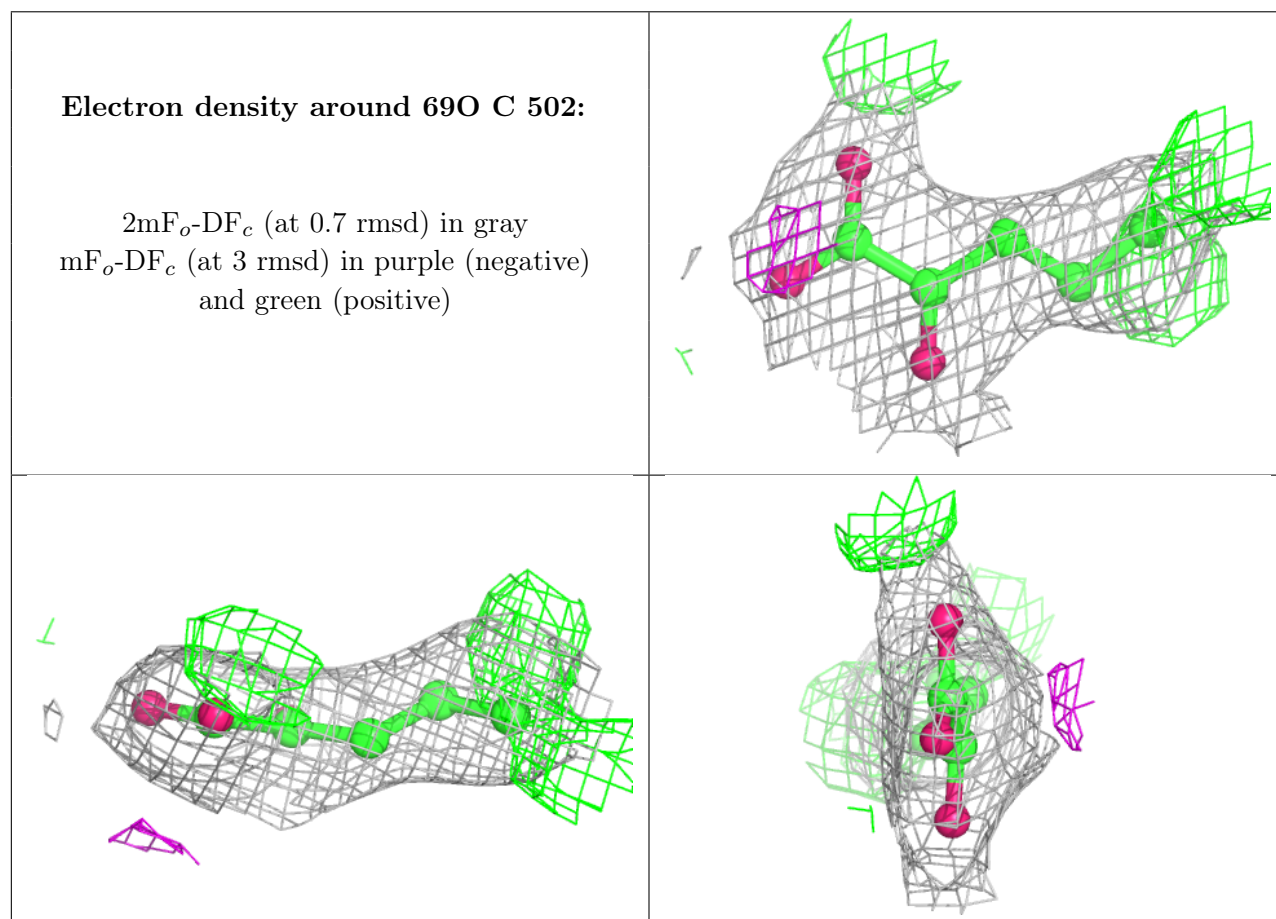 Electron density around 69O C 502:
2mFo-DFc (at 0.7 rmsd) in gray
mFo-DFc (at 3 rmsd) in purple (negative)
and green (positive)